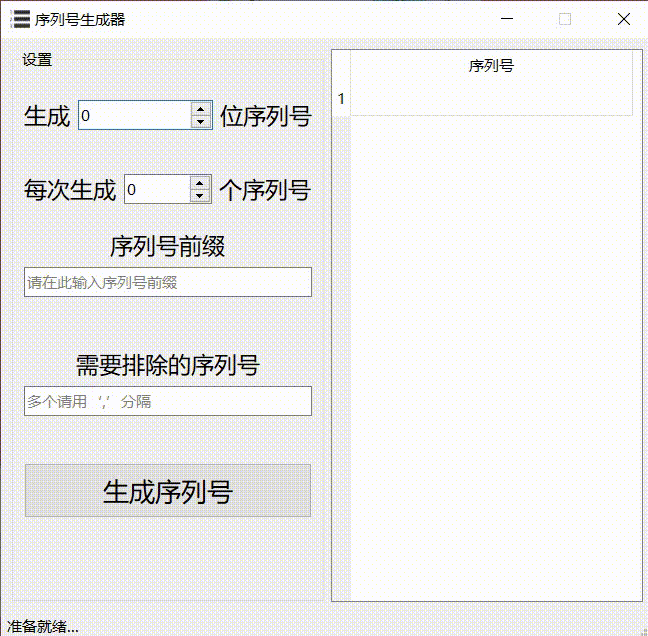 序列号生成器
设置
生成 0 位序列号
每次生成 0 个序列号
序列号前缀
请在此输入序列号前缀
需要排除的序列号
多个请用‘,’分隔
生成序列号
序列号
1
准备就绪...